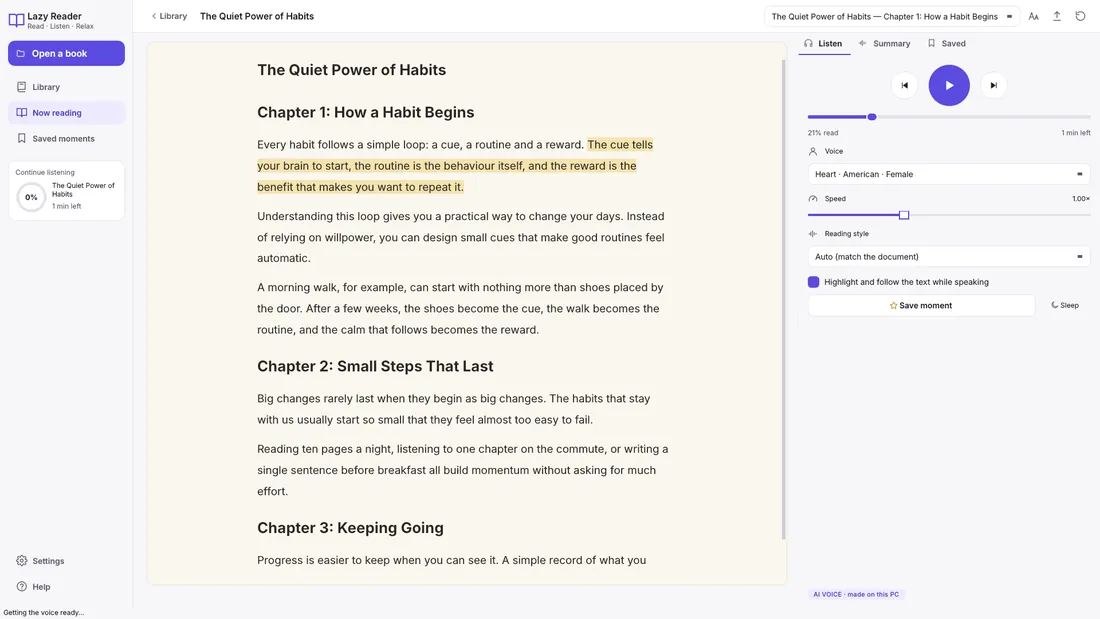 Lazy Reader
Read · Listen · Relax
Open a book
Library
Now reading
Saved moments
Continue listening
0%
The Quiet Power of
Habits
1 min left
Settings
Help
Getting the voice ready...
Library
The Quiet Power of Habits
The Quiet Power of Habits — Chapter 1: How a Habit Begins
AA
The Quiet Power of Habits
Chapter 1: How a Habit Begins
Every habit follows a simple loop: a cue, a routine and a reward. The cue tells
your brain to start, the routine is the behaviour itself, and the reward is the
benefit that makes you want to repeat it.
Understanding this loop gives you a practical way to change your days. Instead
of relying on willpower, you can design small cues that make good routines feel
automatic.
A morning walk, for example, can start with nothing more than shoes placed by
the door. After a few weeks, the shoes become the cue, the walk becomes the
routine, and the calm that follows becomes the reward.
Chapter 2: Small Steps That Last
Big changes rarely last when they begin as big changes. The habits that stay
with us usually start so small that they feel almost too easy to fail.
Reading ten pages a night, listening to one chapter on the commute, or writing a
single sentence before breakfast all build momentum without asking for much
effort.
Chapter 3: Keeping Going
Progress is easier to keep when you can see it. A simple record of what you
Listen
Summary
Saved
21% read
1 min left
Voice
Heart · American · Female
Speed
1.00×
Reading style
Auto (match the document)
Highlight and follow the text while speaking
Save moment
Sleep
AI VOICE · made on this PC